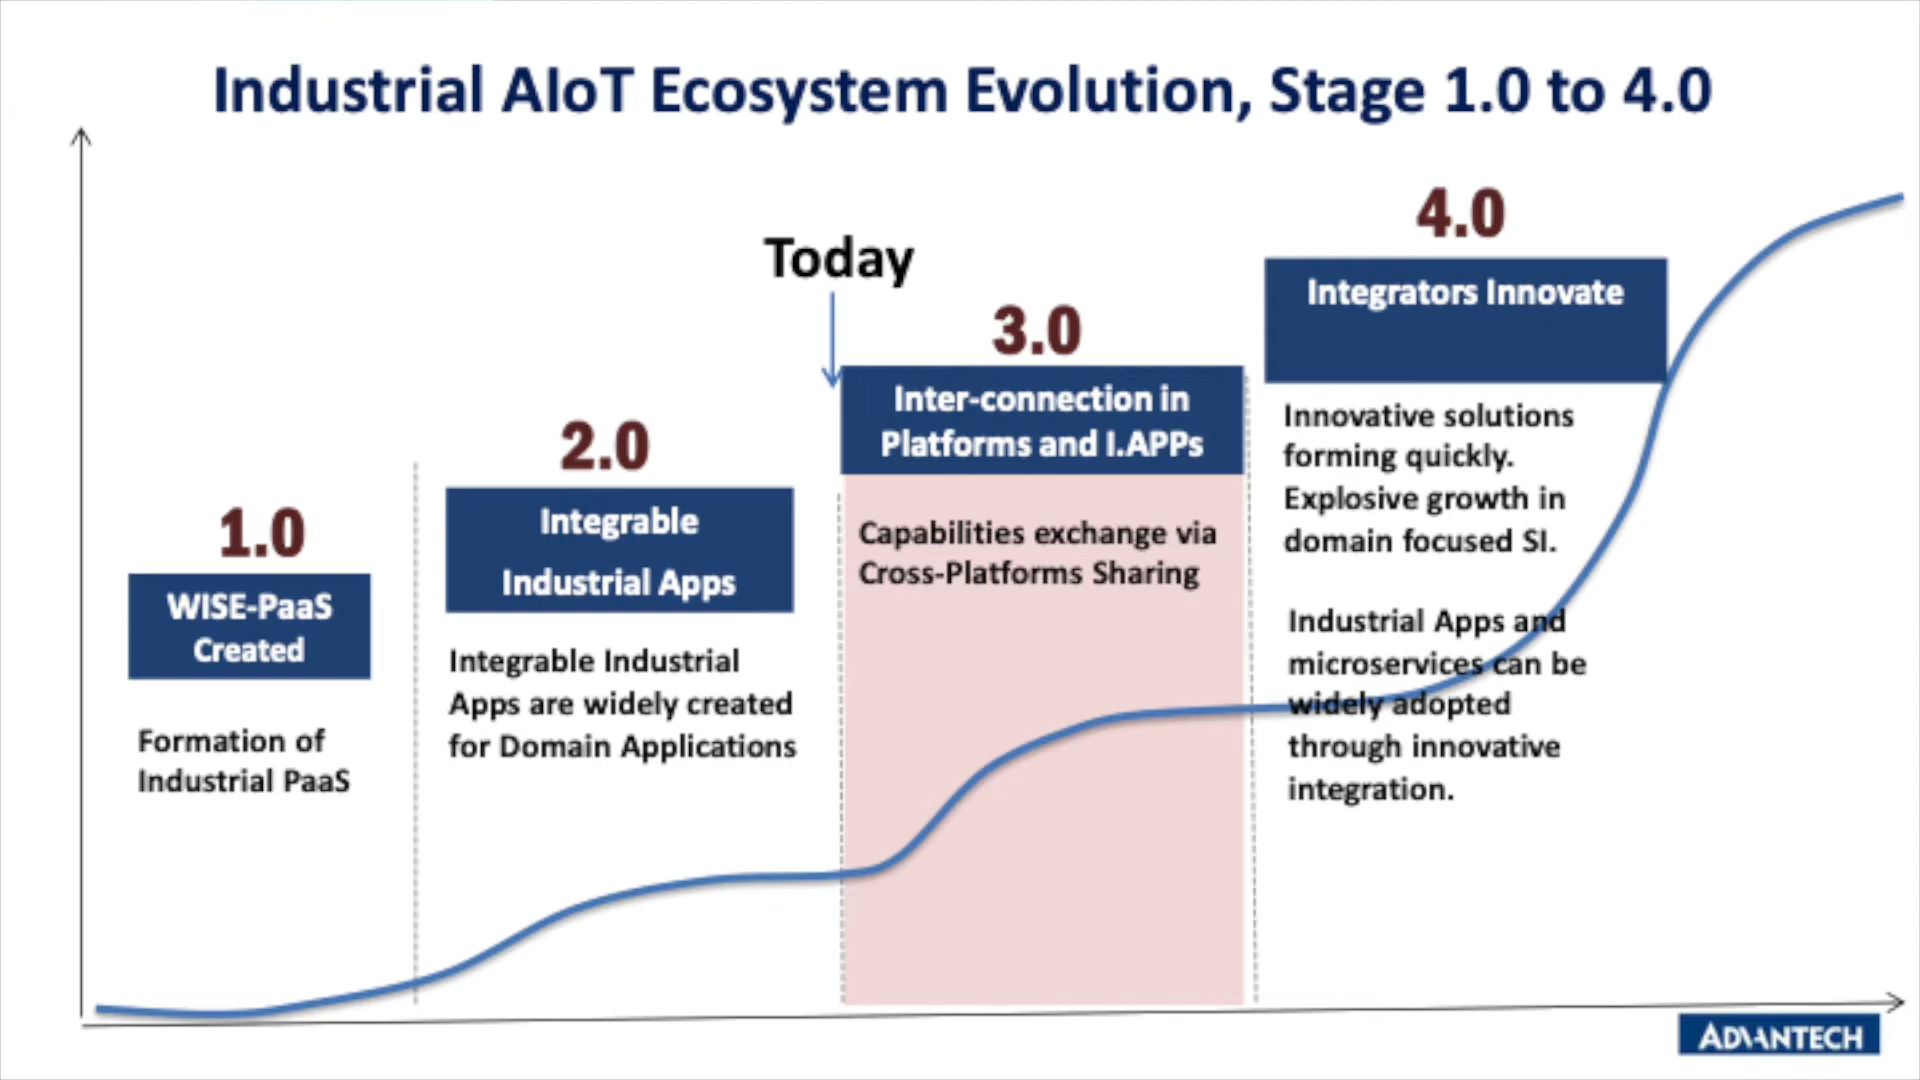 Industrial AIoT Ecosystem Evolution, Stage 1.0 to 4.0
1.0
WISE-PaaS
Created
Formation of
Industrial PaaS
2.0
Integrable
Industrial Apps
Integrable Industrial
Apps are widely created
for Domain Applications
Today
3.0
Inter-connection in
Platforms and I.APPs
Capabilities exchange via
Cross-Platforms Sharing
4.0
Integrators Innovate
Innovative solutions
forming quickly.
Explosive growth in
domain focused SI.
Industrial Apps and
microservices can be
widely adopted
through innovative
integration.
ADVANTECH